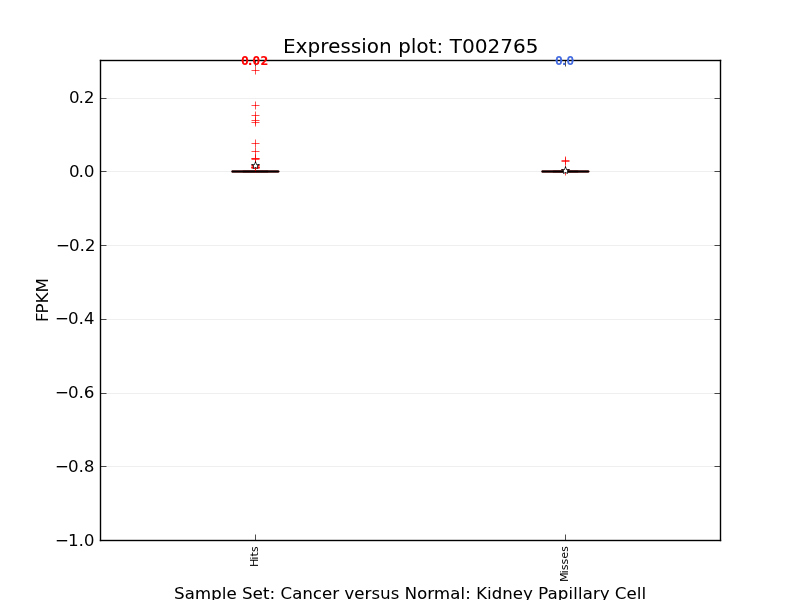 Expression plot: T002765
0.02
0.0
0.2
0.0
−0.2
−0.4
−0.6
−0.8
−1.0
FPKM
Hits
Misses
Sample Set: Cancer versus Normal: Kidney Papillary Cell